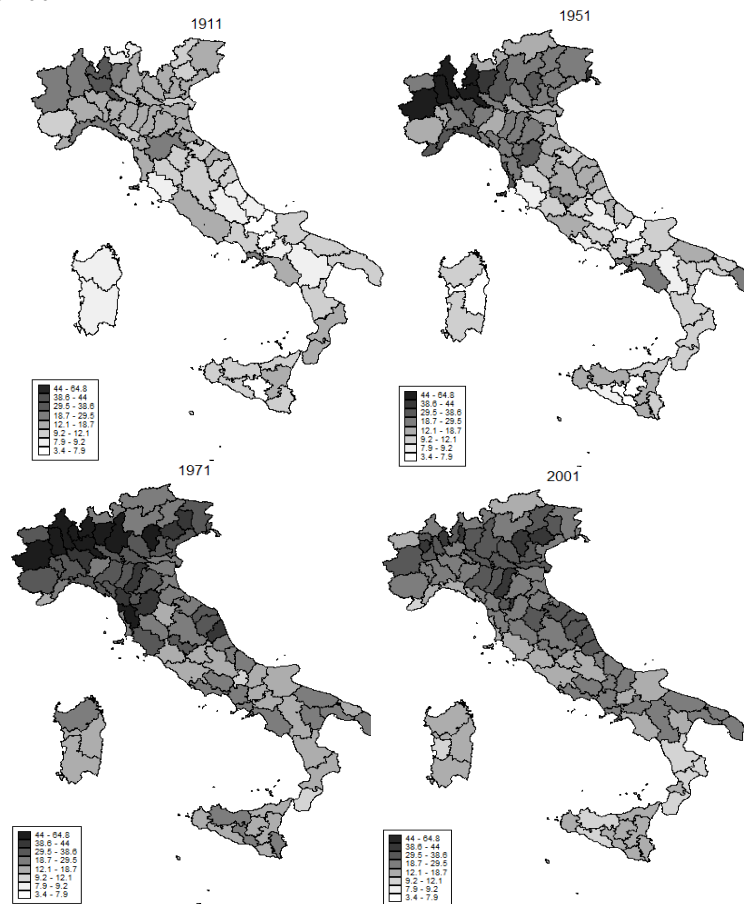 1911
1951
44 - 64.8
38.6 - 44
29.5 - 38.6
18.7 - 29.5
12.1 - 18.7
9.2 - 12.1
7.9 - 9.2
3.4 - 7.9
44 - 64.8
38.6 - 44
29.5 - 38.6
18.7 - 29.5
12.1 - 18.7
9.2 - 12.1
7.9 - 9.2
3.4 - 7.9
1971
2001
44 - 64.8
38.6 - 44
29.5 - 38.6
18.7 - 29.5
12.1 - 18.7
9.2 - 12.1
7.9 - 9.2
3.4 - 7.9
44 - 64.8
38.6 - 44
29.5 - 38.6
18.7 - 29.5
12.1 - 18.7
9.2 - 12.1
7.9 - 9.2
3.4 - 7.9